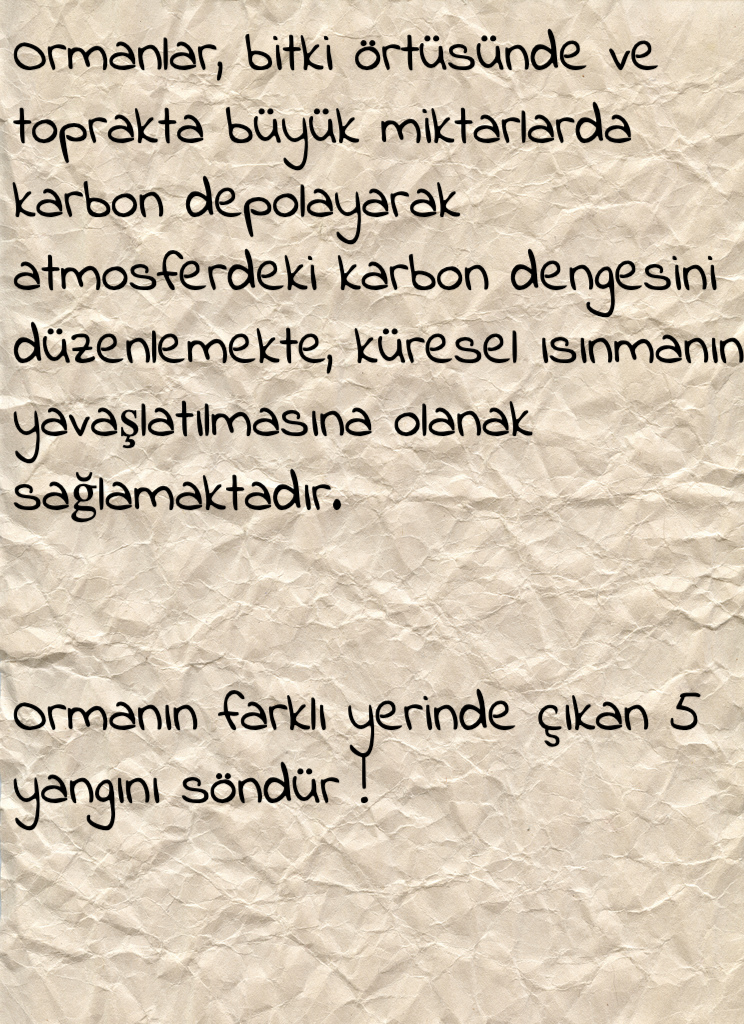 Ormanlar, bitki örtüsünde ve
toprakta büyük miktarlarda
karbon depolayarak
atmosferdeki karbon dengesini
düzenlemekte, küresel ısınmanın
yavaşlatılmasına olanak
sağlamaktadır.
Ormanın farklı yerinde çıkan 5
yangını söndür !